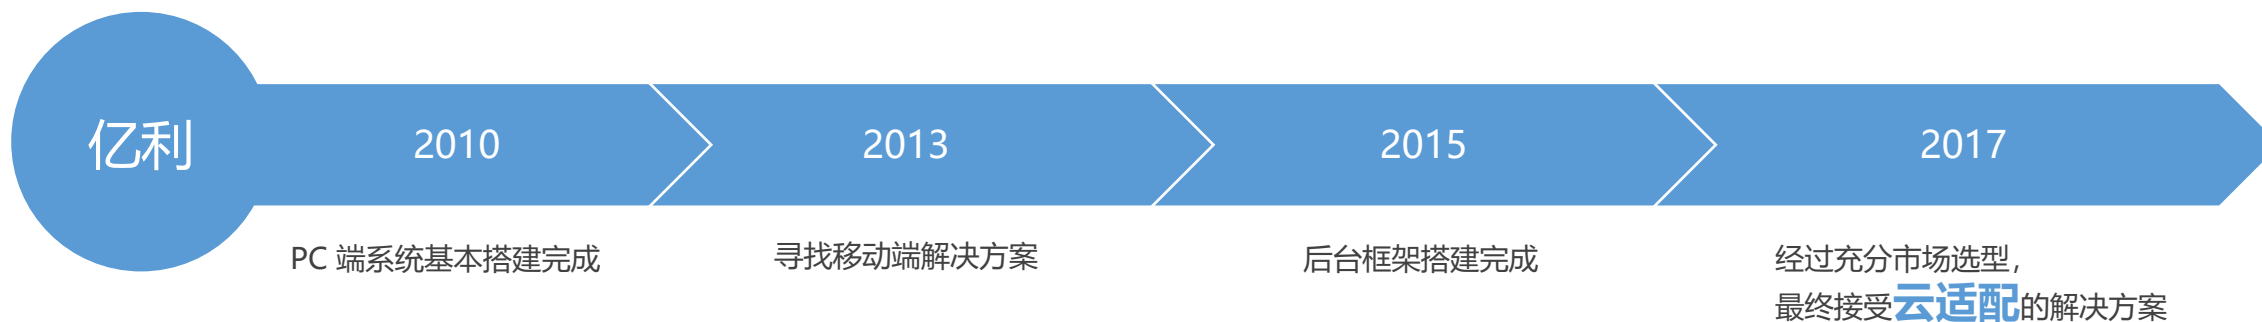 亿利
2010
2013
2015
2017
PC 端系统基本搭建完成
寻找移动端解决方案
后台框架搭建完成
经过充分市场选型，
最终接受云适配的解决方案